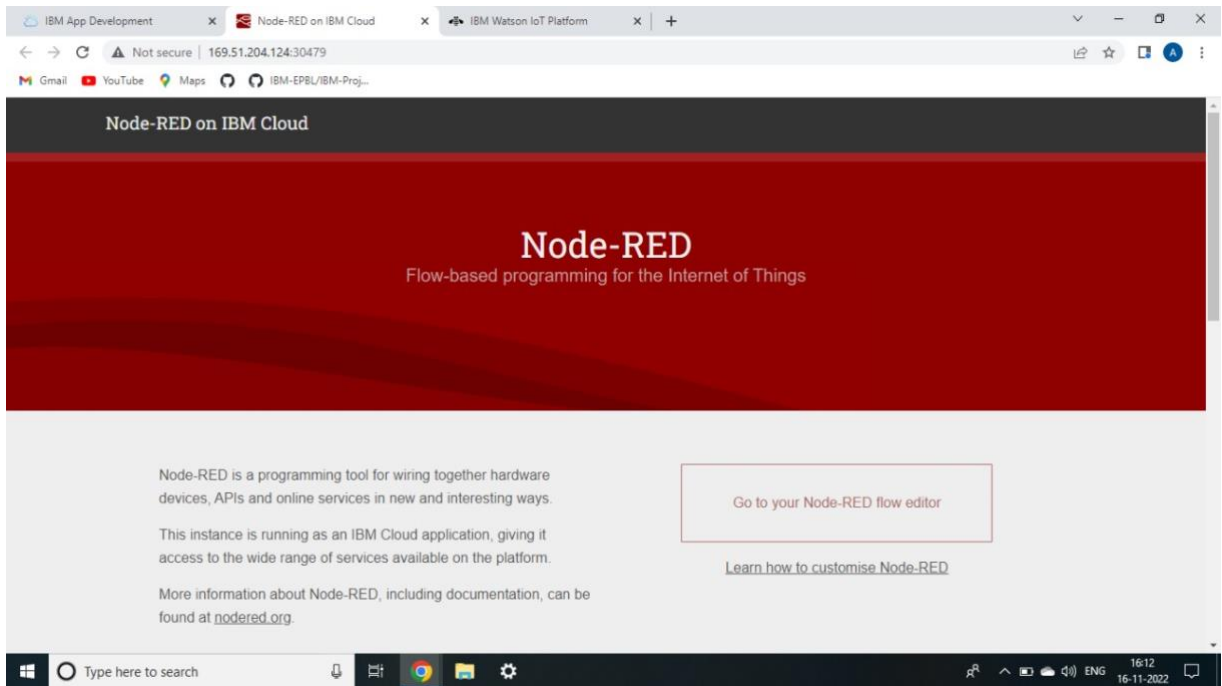 IBM App Development
Node-RED on IBM Cloud
IBM Watson IoT Platform
Not secure | 169.51.204.124:30479
A
Gmail
YouTube
Maps
IBM-EPBL/IBM-Proj...
Node-RED on IBM Cloud
Node-RED
Flow-based programming for the Internet of Things
Node-RED is a programming tool for wiring together hardware
devices, APIs and online services in new and interesting ways.
This instance is running as an IBM Cloud application, giving it
access to the wide range of services available on the platform.
More information about Node-RED, including documentation, can be
found at nodered.org.
Go to your Node-RED flow editor
Learn how to customise Node-RED
Type here to search
ENG
16:12
16-11-2022